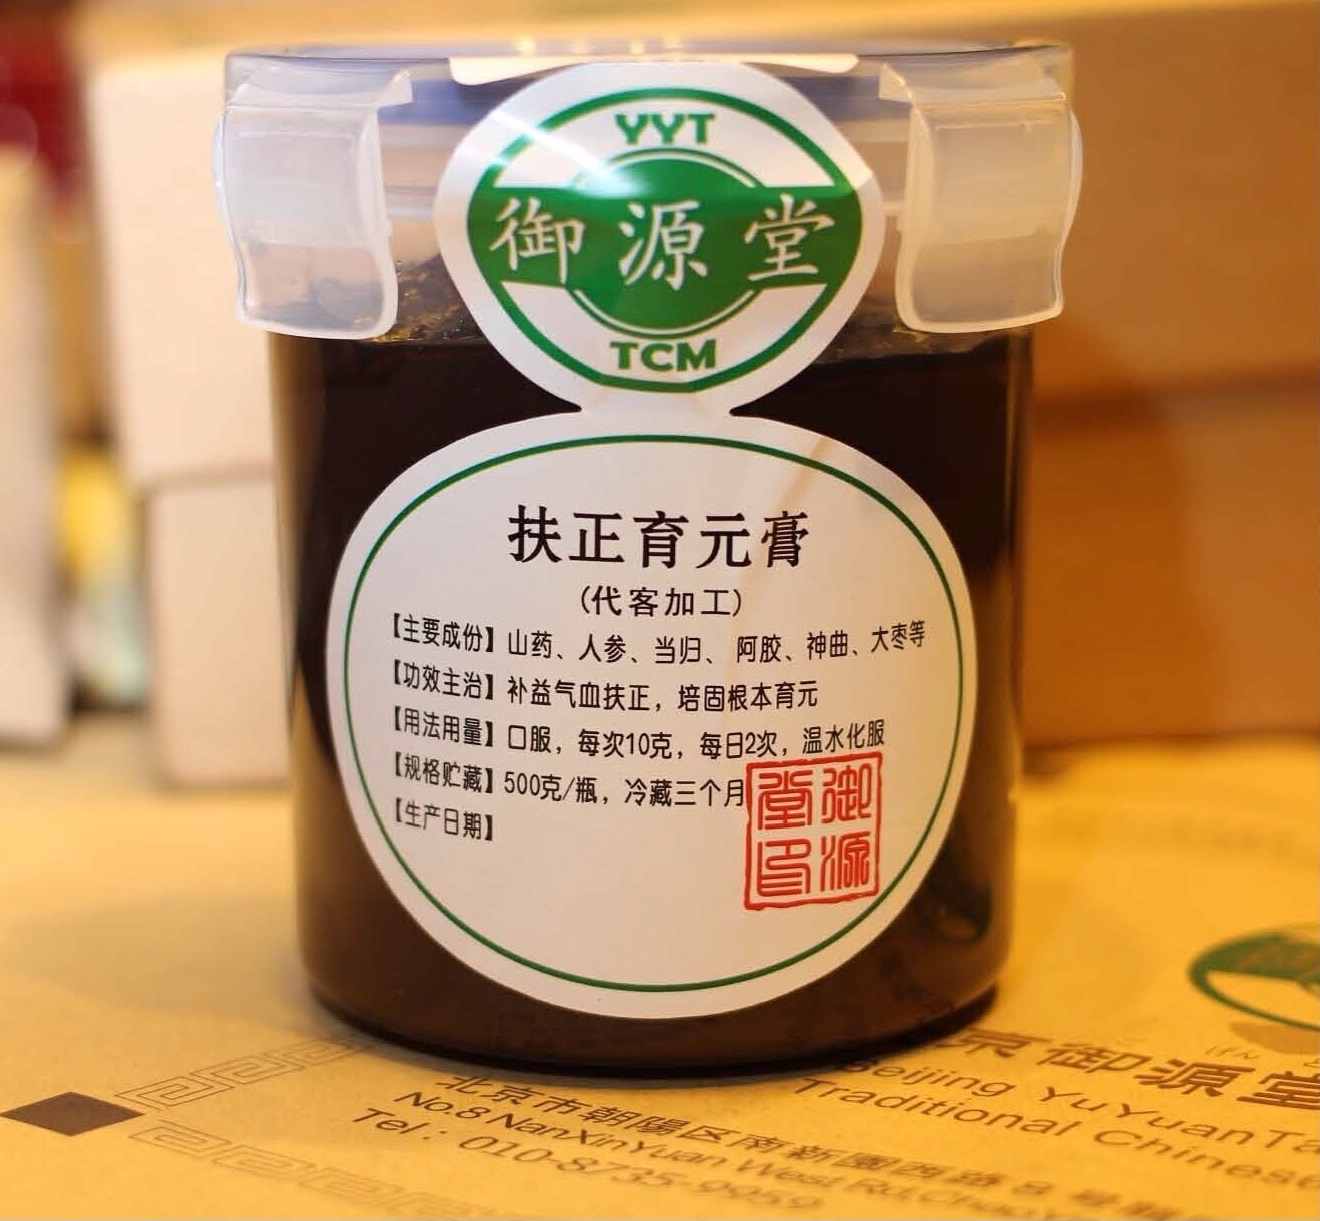 YYT
御源堂
TCM
扶正育元膏
(代客加工)
【主要成份】山药、人参、当归、阿胶、神曲、大枣等
【功效主治】补益气血扶正，培固根本育元
【用法用量】口服，每次10克，每日2次，温水化服
【规格贮藏】500克/瓶，冷藏三个月
【生产日期】
御源堂印
京御源堂
Beijing YuYuanTa
Traditional Chinese
北京市朝陽區南新園西路8号
No.8 NanXinYuan West Rd,ChaoY
Tel: 010-8735-9959